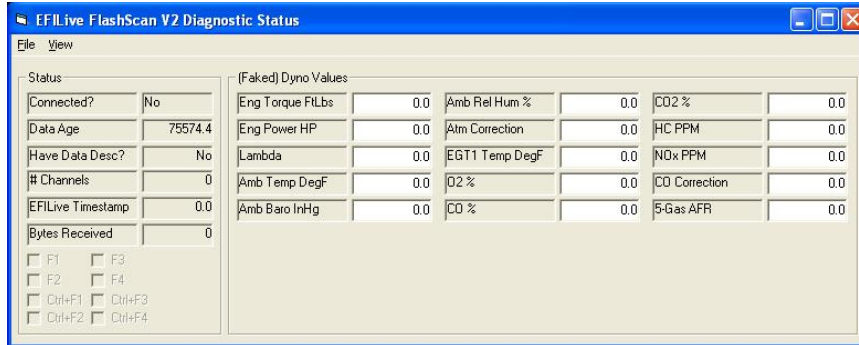 EFILive FlashScan V2 Diagnostic Status
File View
Status
Connected? No
Data Age 75574.4
Have Data Desc? No
# Channels 0
EFILive Timestamp 0.0
Bytes Received 0
F1 F3
F2 F4
Ctrl+F1 Ctrl+F3
Ctrl+F2 Ctrl+F4
(Faked) Dyno Values
Eng Torque FtLbs 0.0 Amb Rel Hum % 0.0 CO2 % 0.0
Eng Power HP 0.0 Atm Correction 0.0 HC PPM 0.0
Lambda 0.0 EGT1 Temp DegF 0.0 NOx PPM 0.0
Amb Temp DegF 0.0 O2 % 0.0 CO Correction 0.0
Amb Baro InHg 0.0 CO % 0.0 5-Gas AFR 0.0